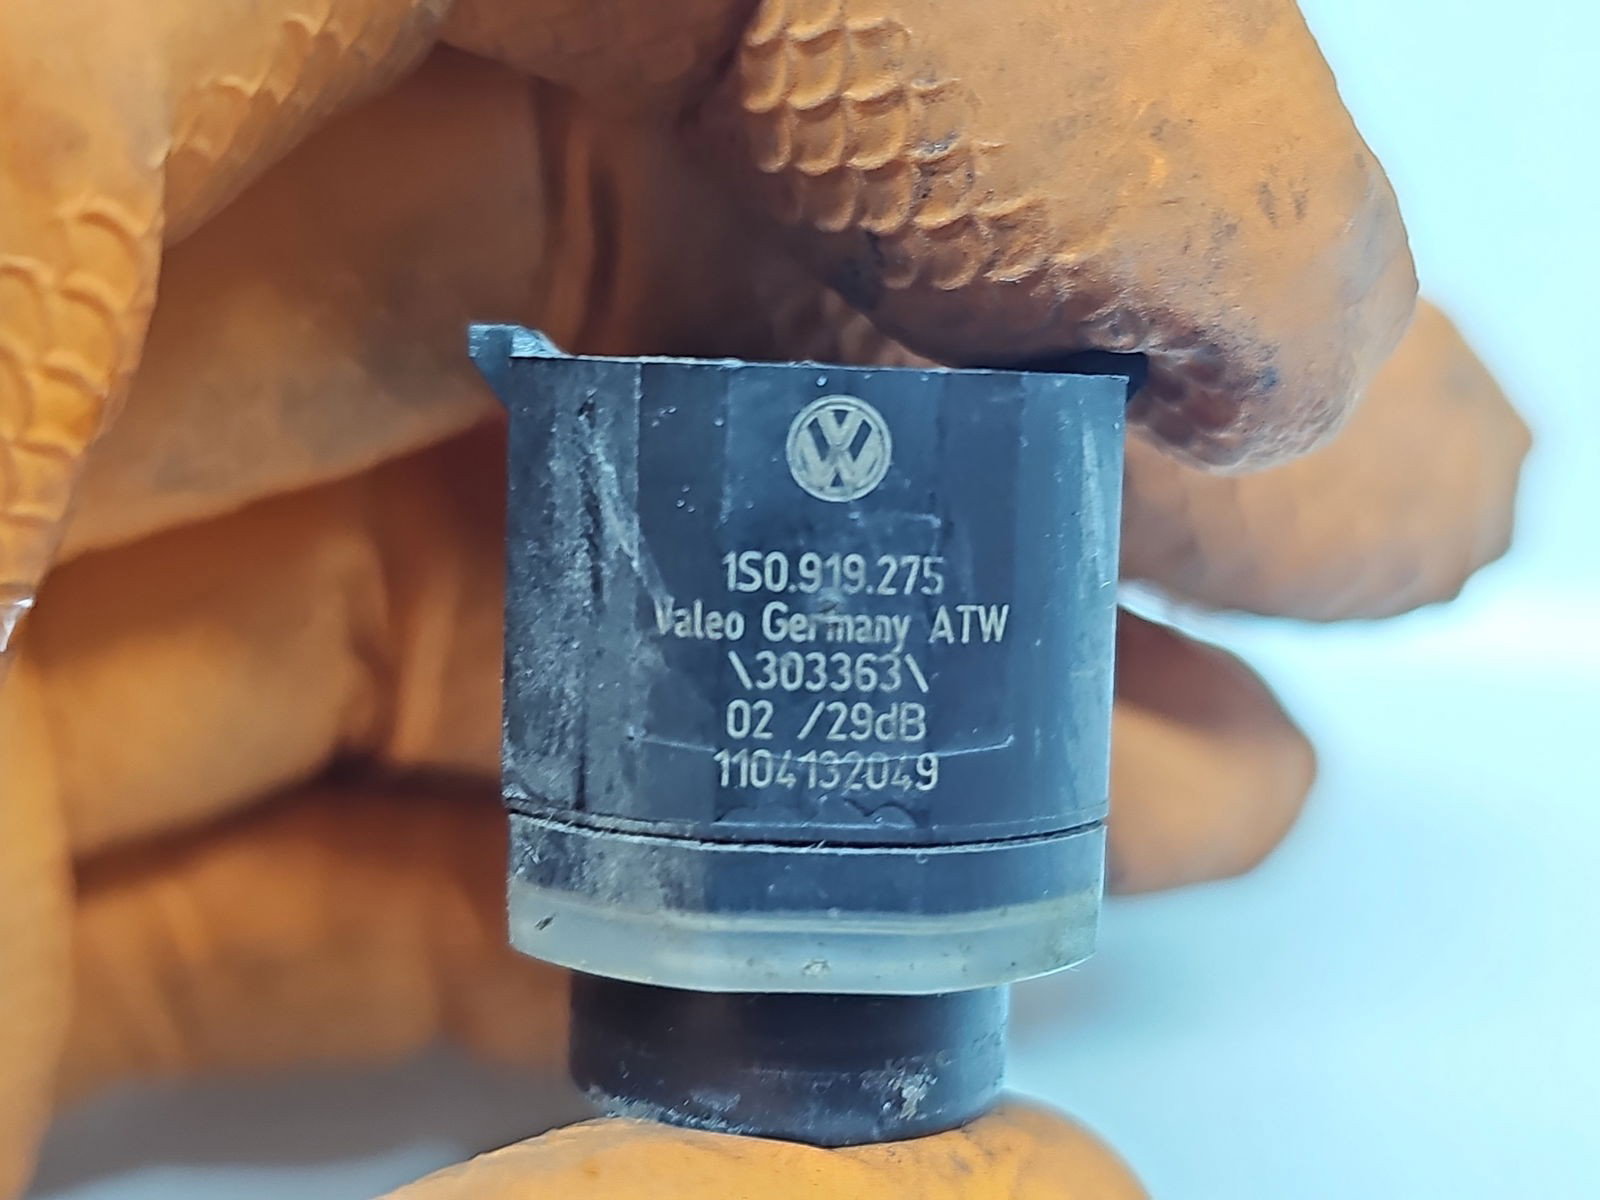 1S0.919.275
Valeo Germany ATW
\303363\
02 /29dB
1104132049